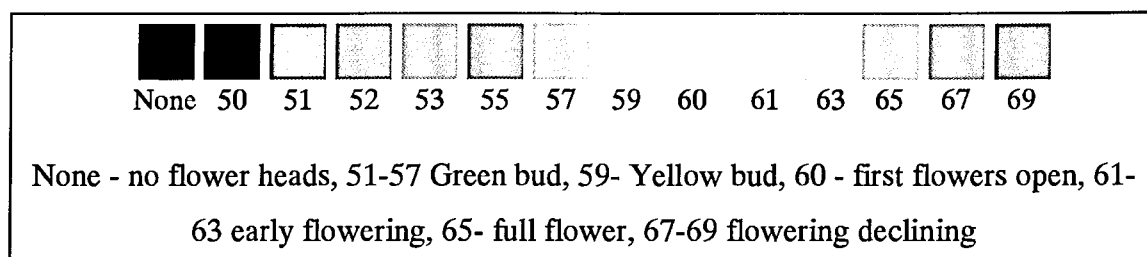 None 50 51 52 53 55 57 59 60 61 63 65 67 69
None - no flower heads, 51-57 Green bud, 59- Yellow bud, 60 - first flowers open, 61-
63 early flowering, 65- full flower, 67-69 flowering declining